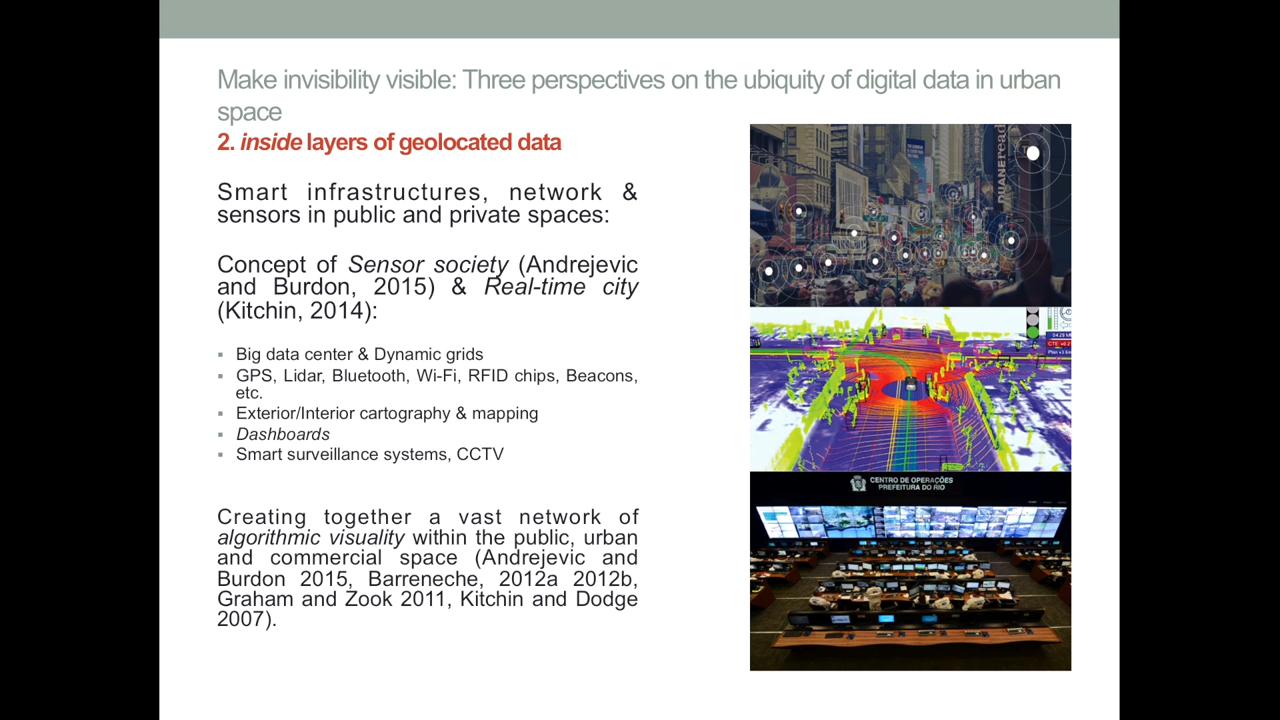 Make invisibility visible: Three perspectives on the ubiquity of digital data in urban
space
2. inside layers of geolocated data
Smart infrastructures, network &
sensors in public and private spaces:
Concept of Sensor society (Andrejevic
and Burdon, 2015) & Real-time city
(Kitchin, 2014):
▪ Big data center & Dynamic grids
▪ GPS, Lidar, Bluetooth, Wi-Fi, RFID chips, Beacons,
etc.
▪ Exterior/Interior cartography & mapping
▪ Dashboards
▪ Smart surveillance systems, CCTV
Creating together a vast network of
algorithmic visuality within the public, urban
and commercial space (Andrejevic and
Burdon 2015, Barreneche, 2012a 2012b,
Graham and Zook 2011, Kitchin and Dodge
2007).
DUANEread
CENTRO DE OPERAÇÕES
PREFEITURA DO RIO